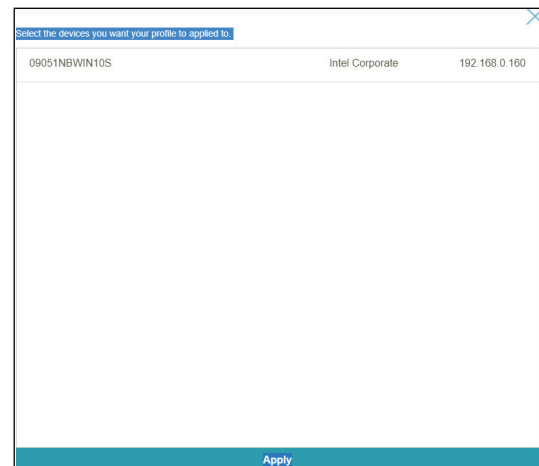 Select the devices you want your profile to applied to.
09051NBWIN10S Intel Corporate 192.168.0.160
Apply